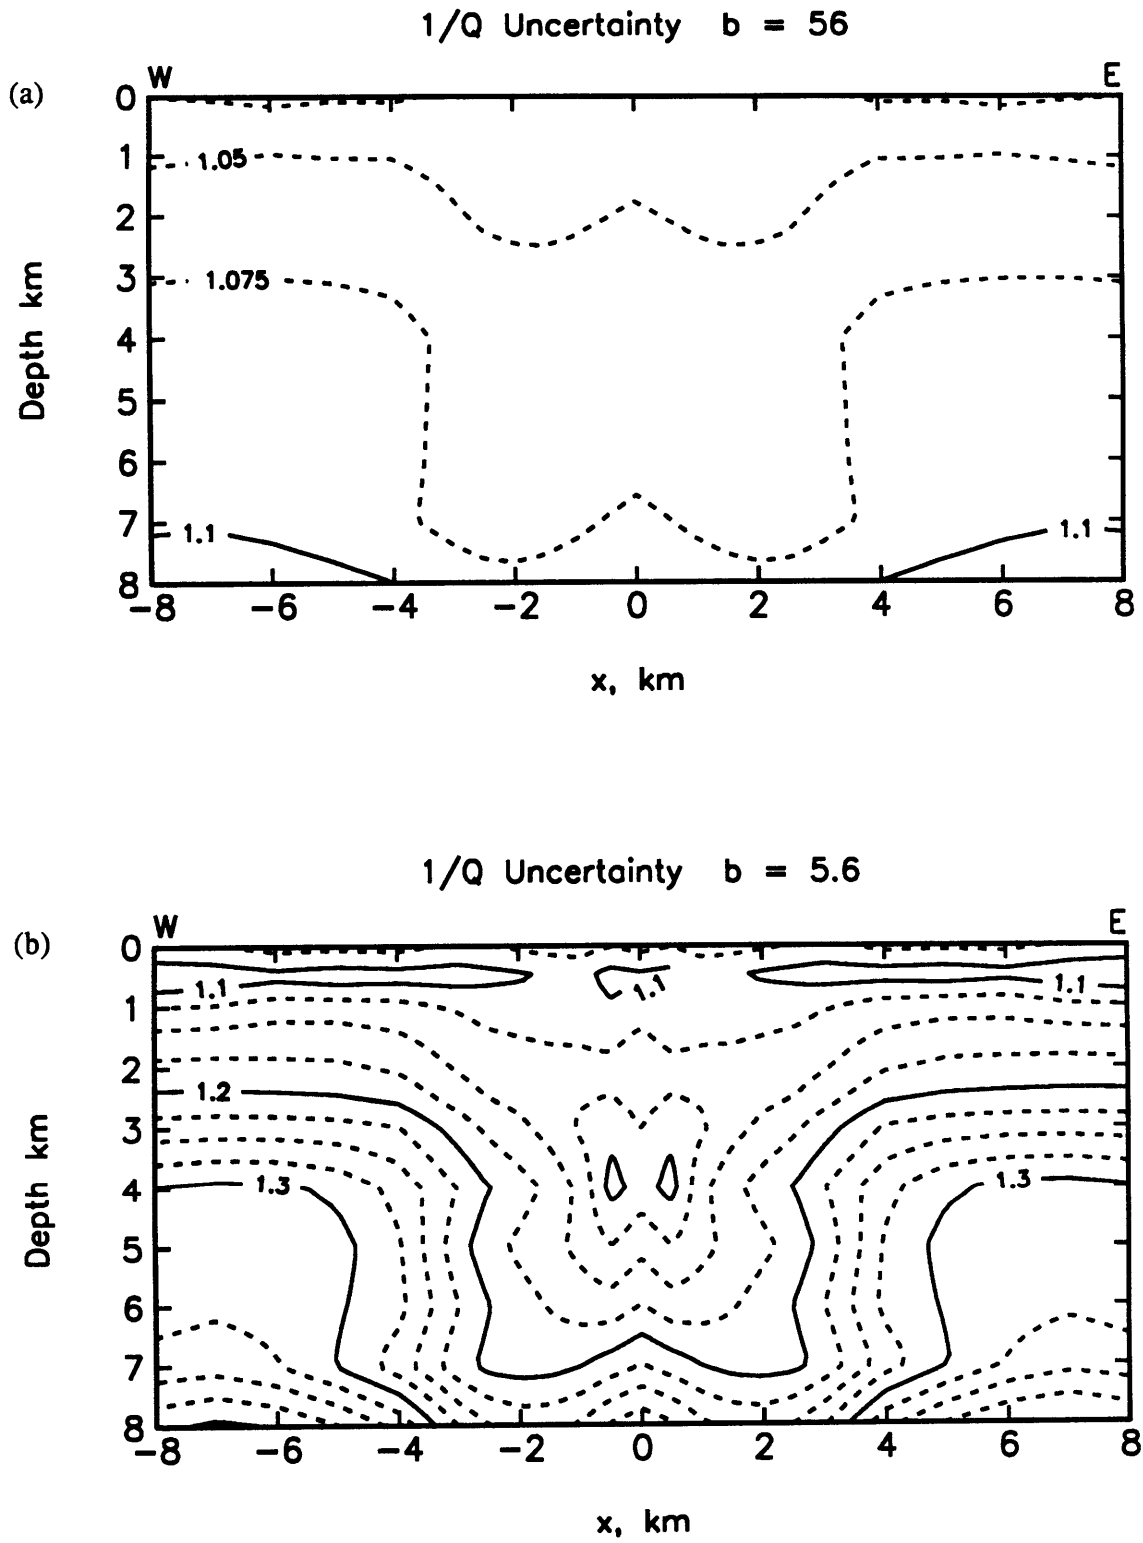 1/Q Uncertainty b = 56
(a)
W E
0
1
2
3
4
5
6
7
8
Depth km
1.05
1.075
1.1 1.1
-8 -6 -4 -2 0 2 4 6 8
x, km
1/Q Uncertainty b = 5.6
(b)
W E
0
1
2
3
4
5
6
7
8
Depth km
1.1 1.1 1.1
1.2
1.3 1.3
-8 -6 -4 -2 0 2 4 6 8
x, km